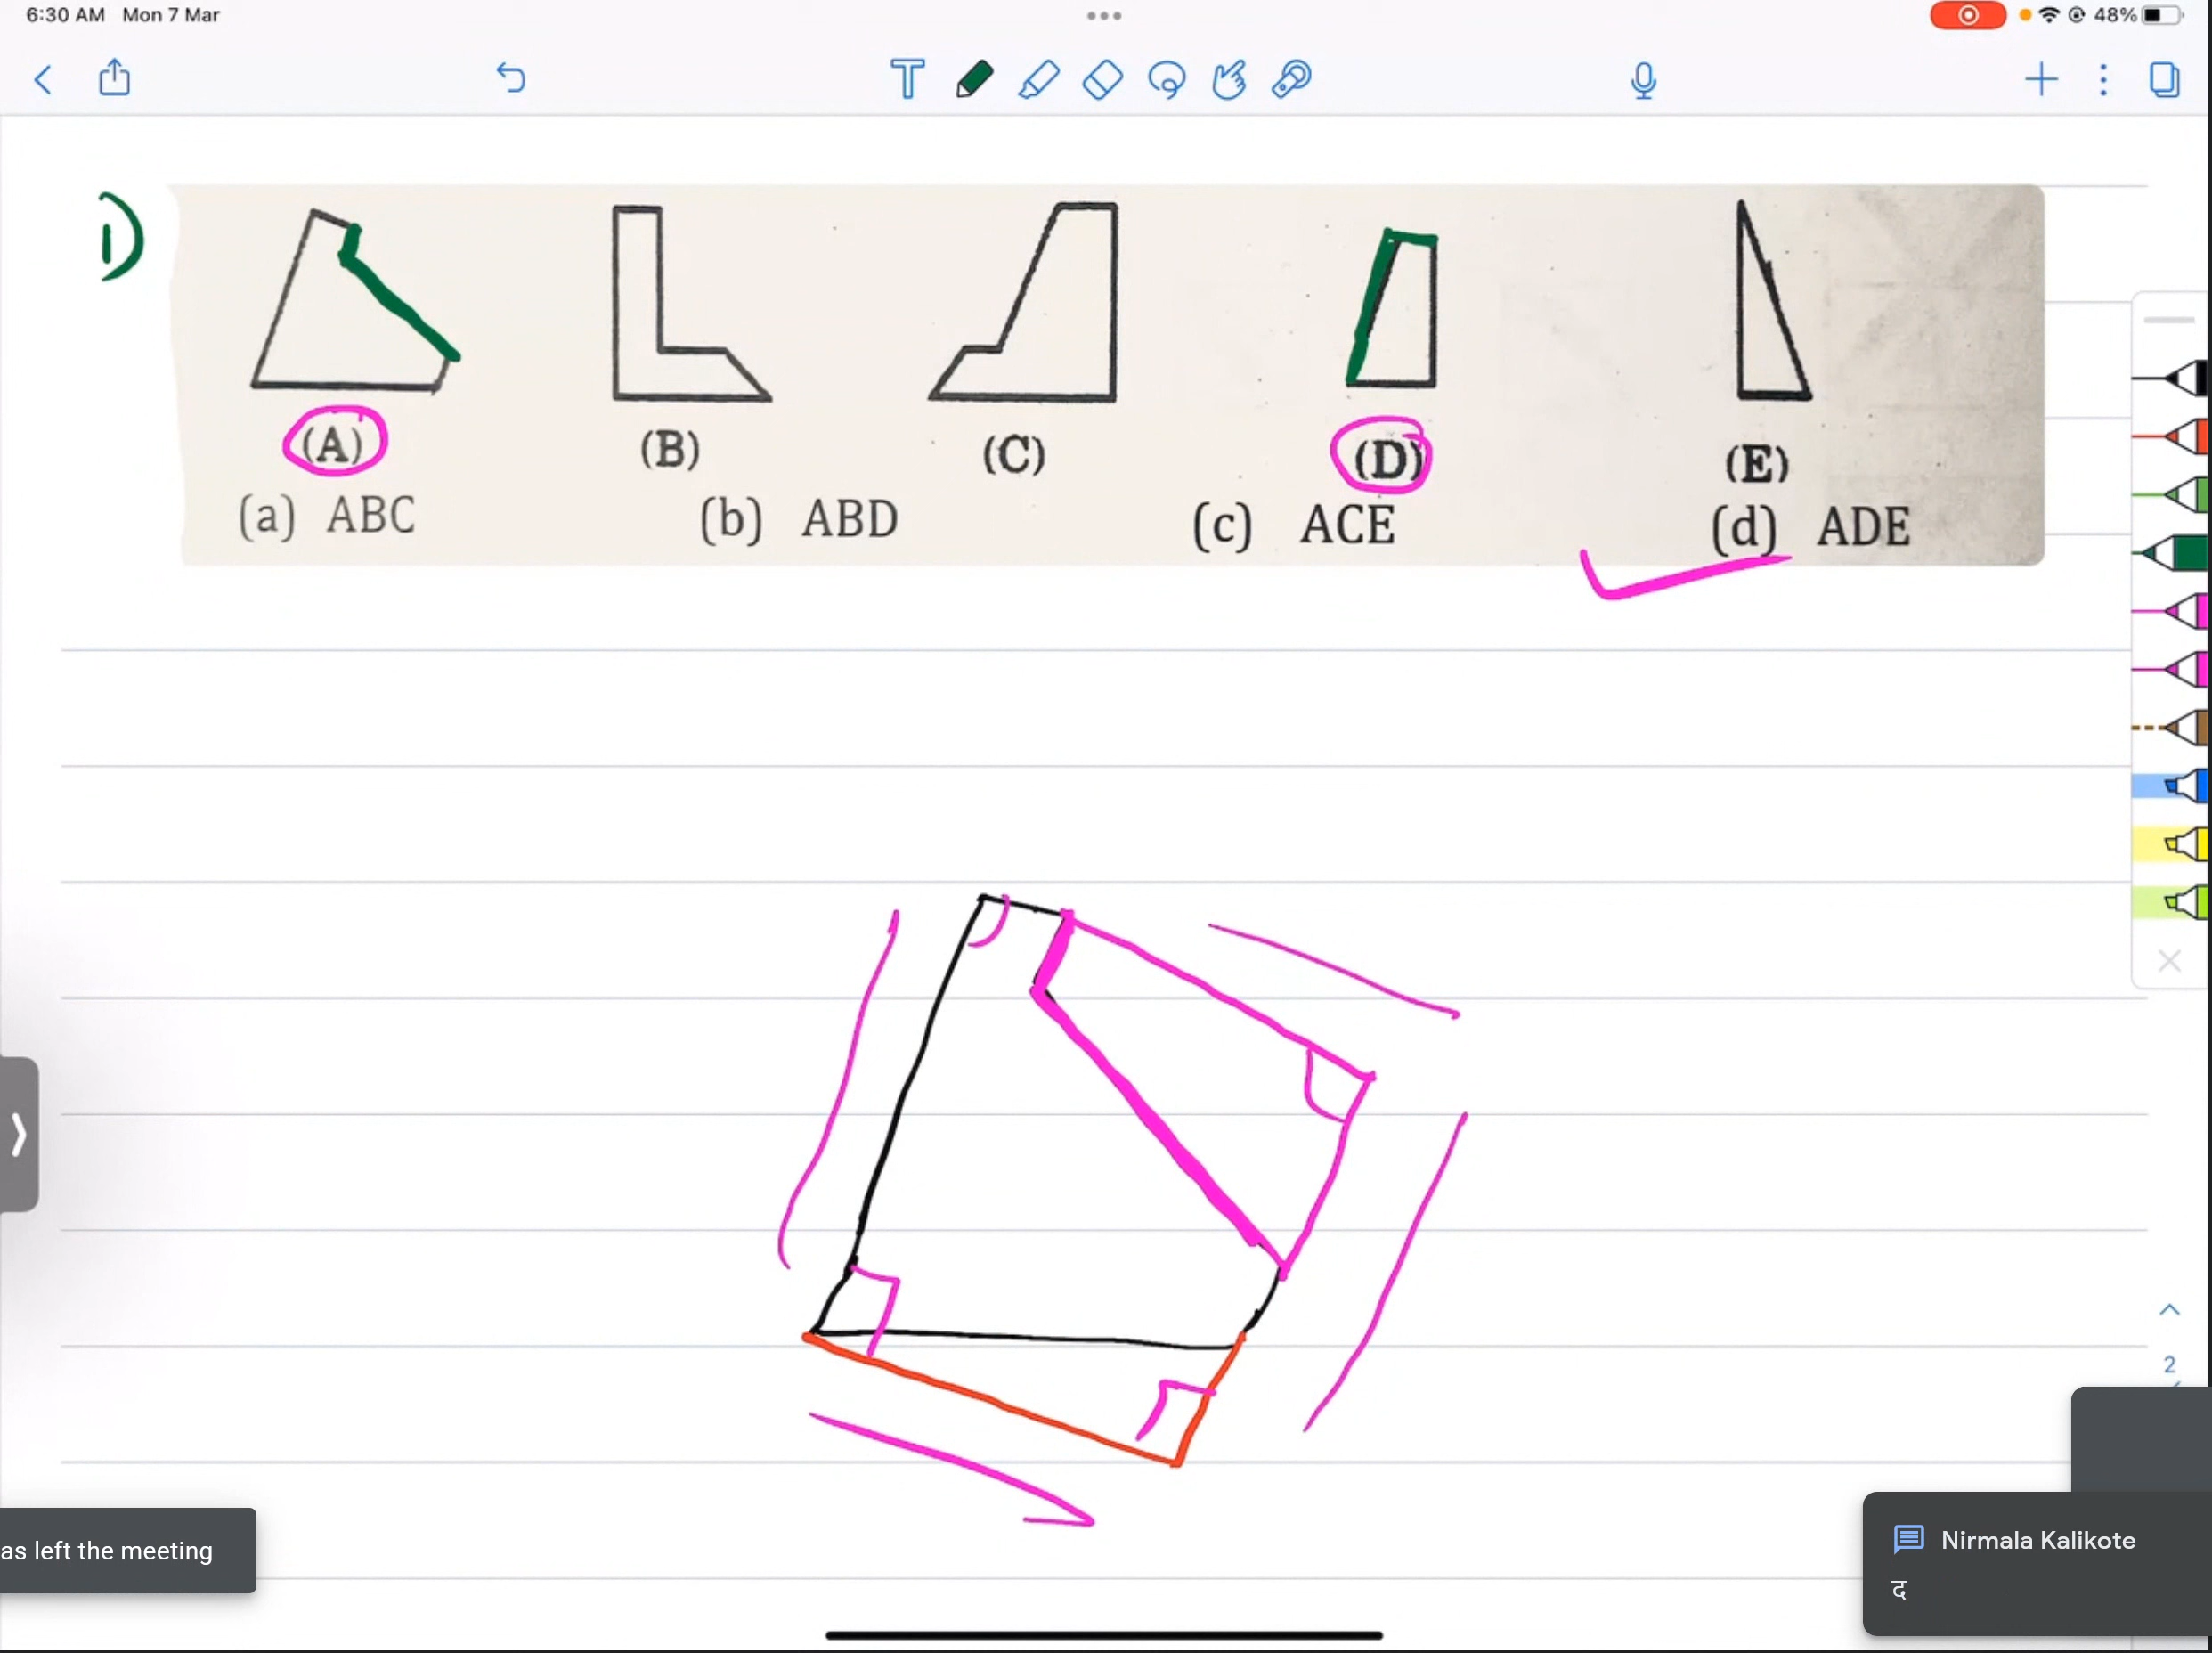 6:30 AM Mon 7 Mar
48%
1)
(A) (B) (C) (D) (E)
(a) ABC (b) ABD (c) ACE (d) ADE
2
as left the meeting
Nirmala Kalikote
द